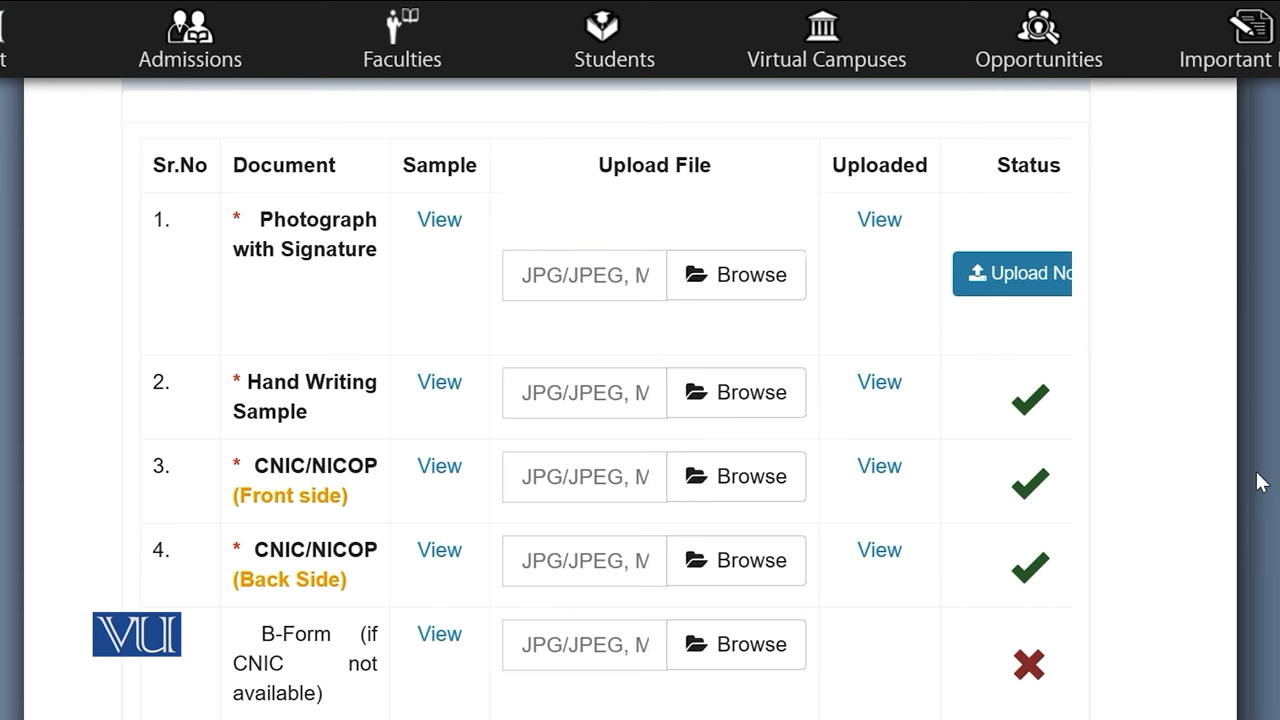 t
Admissions
Faculties
Students
Virtual Campuses
Opportunities
Important
Sr.No Document Sample Upload File Uploaded Status
1. * Photograph View View
with Signature
JPG/JPEG, M Browse Upload No
2. * Hand Writing View JPG/JPEG, M Browse View
Sample
3. * CNIC/NICOP View JPG/JPEG, M Browse View
(Front side)
4. * CNIC/NICOP View JPG/JPEG, M Browse View
(Back Side)
B-Form (if View JPG/JPEG, M Browse
CNIC not
available)
VU